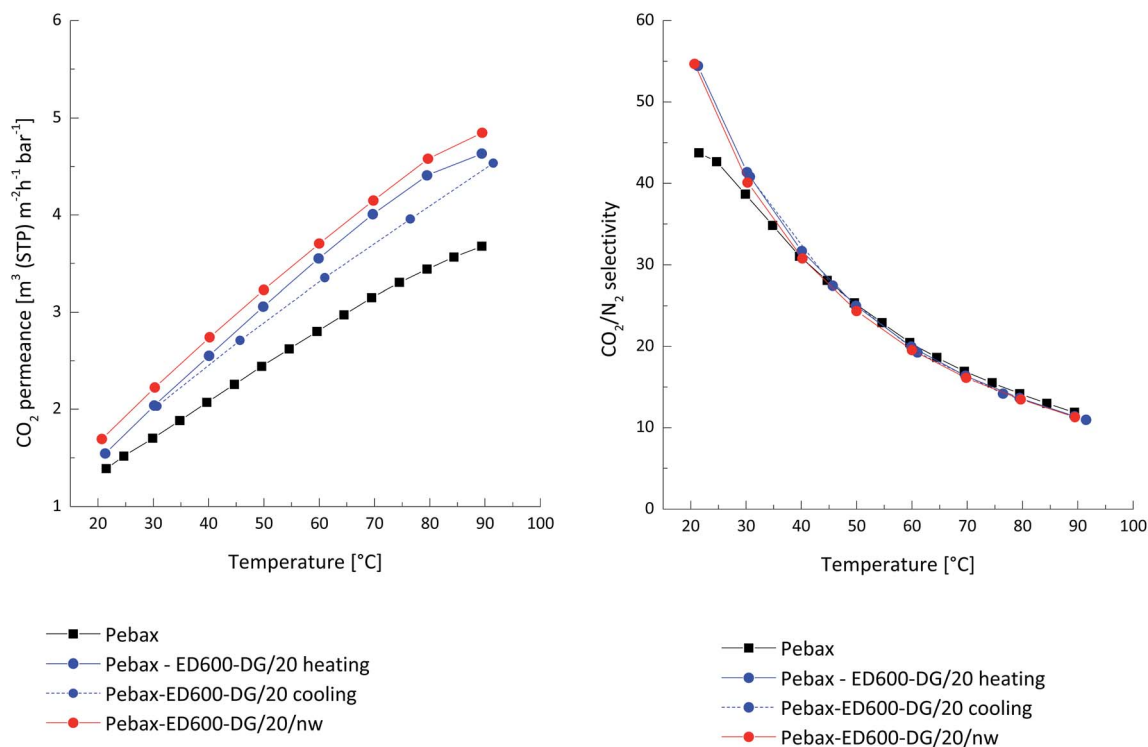 CO₂ permeance [m³ (STP) m⁻²h⁻¹ bar⁻¹]
6
5
4
3
2
1
20 30 40 50 60 70 80 90 100
Temperature [°C]
Pebax
Pebax - ED600-DG/20 heating
Pebax-ED600-DG/20 cooling
Pebax-ED600-DG/20/nw
CO₂/N₂ selectivity
60
50
40
30
20
10
0
20 30 40 50 60 70 80 90 100
Temperature [°C]
Pebax
Pebax - ED600-DG/20 heating
Pebax-ED600-DG/20 cooling
Pebax-ED600-DG/20/nw